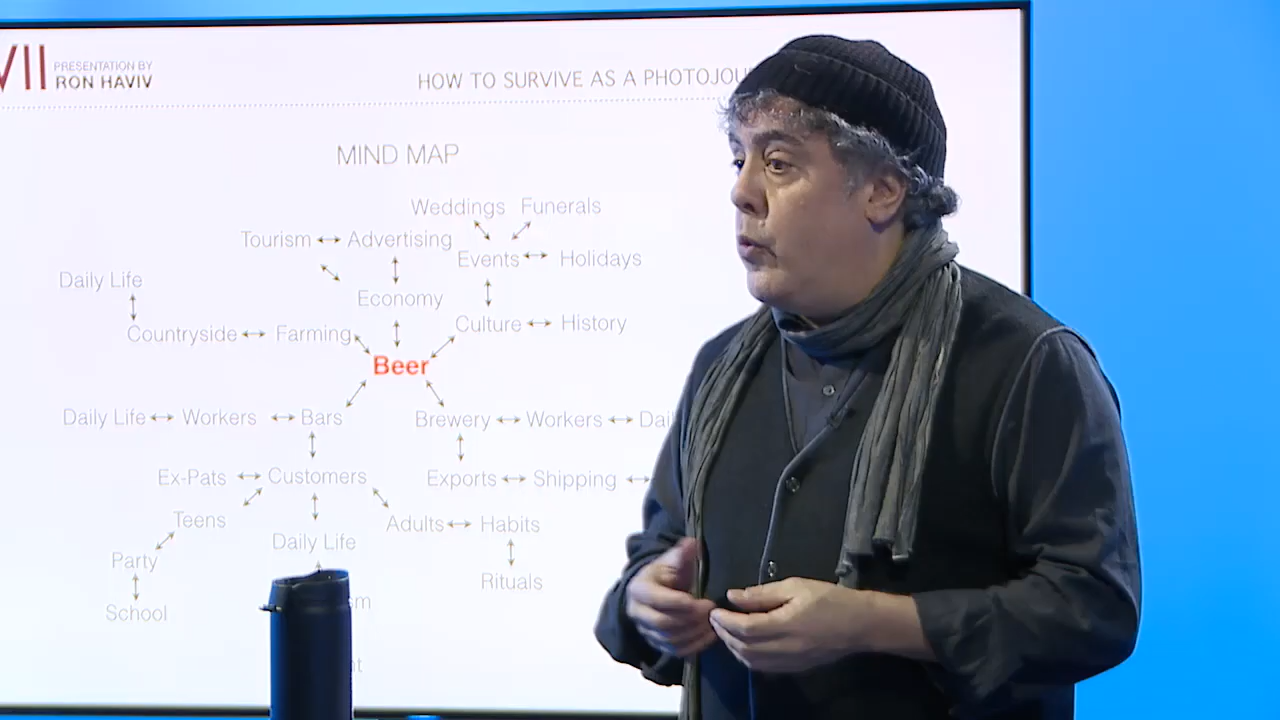 VII PRESENTATION BY
RON HAVIV
HOW TO SURVIVE AS A
MIND MAP
Weddings Funerals
Tourism Advertising
Events Holidays
Daily Life
Economy
Culture History
Countryside Farming
Beer
Daily Life Workers Bars
Brewery Workers
Ex-Pats Customers
Exports Shipping
Teens
Adults Habits
Daily Life
Party
Rituals
School